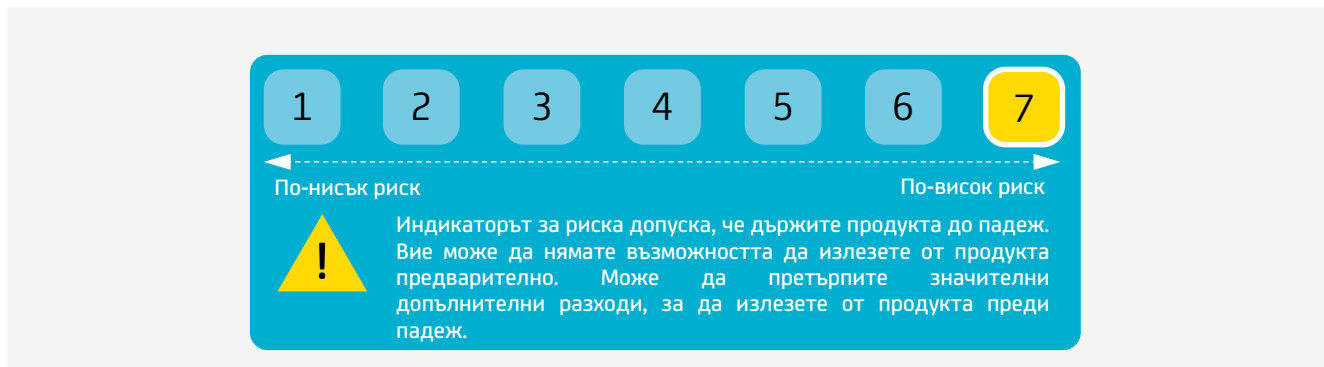 1 2 3 4 5 6 7
По-нисък риск По-висок риск
! Индикаторът за риска допуска, че държите продукта до падеж.
Вие може да нямате възможността да излезете от продукта
предварително. Може да претърпите значителни
допълнителни разходи, за да излезете от продукта преди
падеж.